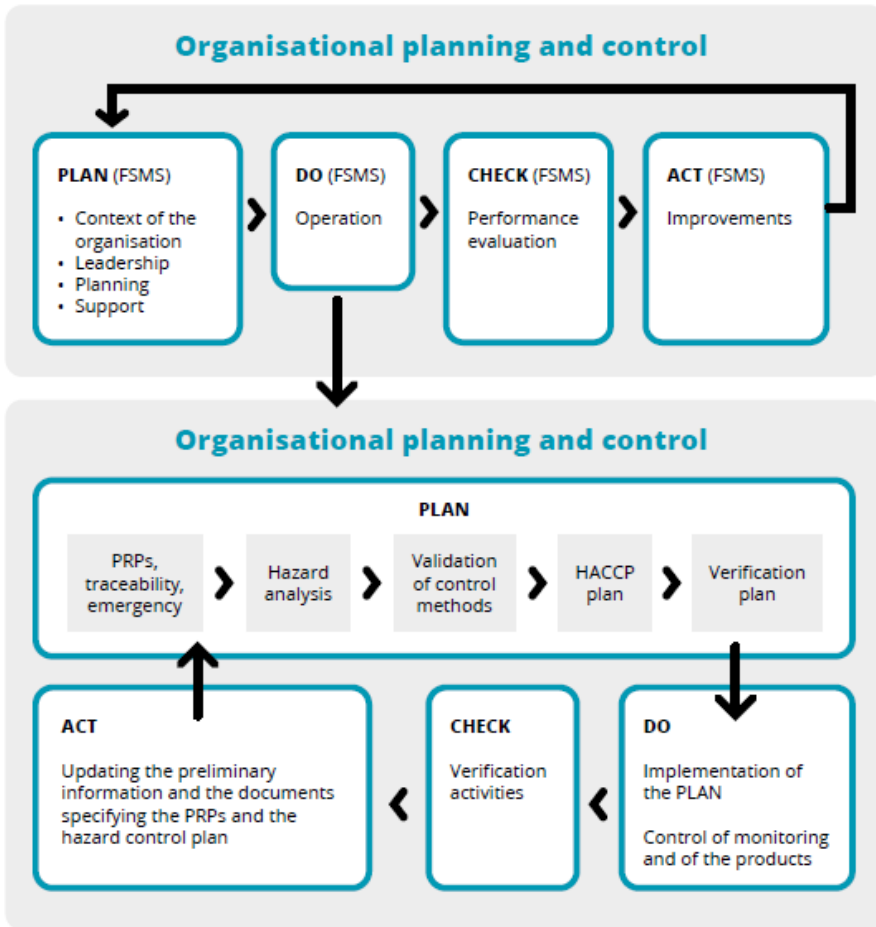 Organisational planning and control
PLAN (FSMS)
• Context of the
organisation
• Leadership
• Planning
• Support
DO (FSMS)
Operation
CHECK (FSMS)
Performance
evaluation
ACT (FSMS)
Improvements
Organisational planning and control
PLAN
PRPs,
traceability,
emergency
Hazard
analysis
Validation
of control
methods
HACCP
plan
Verification
plan
ACT
Updating the preliminary
information and the documents
specifying the PRPs and the
hazard control plan
CHECK
Verification
activities
DO
Implementation of
the PLAN
Control of monitoring
and of the products